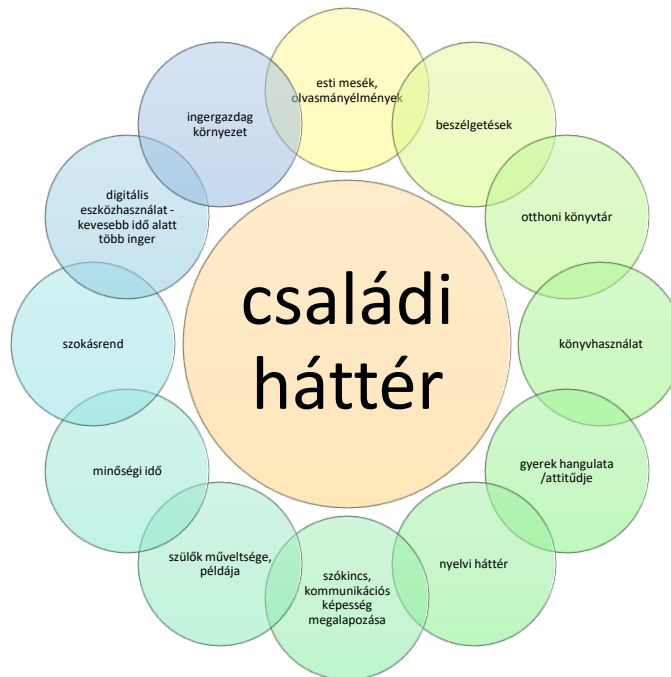 esti mesék,
olvasmányélmények
beszélgetések
otthoni könyvtár
könyvhasználat
gyerek hangulata
/attitűdje
nyelvi háttér
szókincs,
kommunikációs
képesség
megalapozása
szülők műveltsége,
példája
minőségi idő
szokásrend
digitális
eszközhasználat -
kevesebb idő alatt
több inger
ingergazdag
környezet
családi
háttér